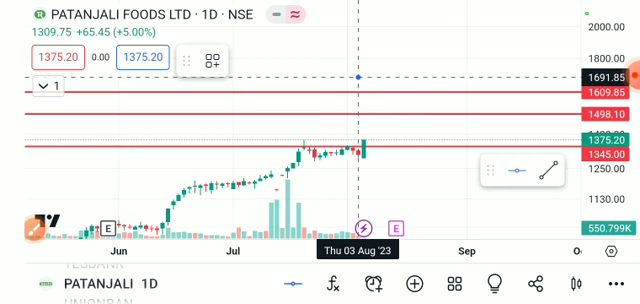 PATANJALI FOODS LTD · 1D · NSE
1309.75 +65.45 (+5.00%)
1375.20 0.00 1375.20
1
2000.00
1800.00
1691.85
1609.85
1498.10
1375.20
1345.00
1250.00
1130.00
550.799K
E E
Jun Jul Thu 03 Aug '23 Sep
PATANJALI 1D